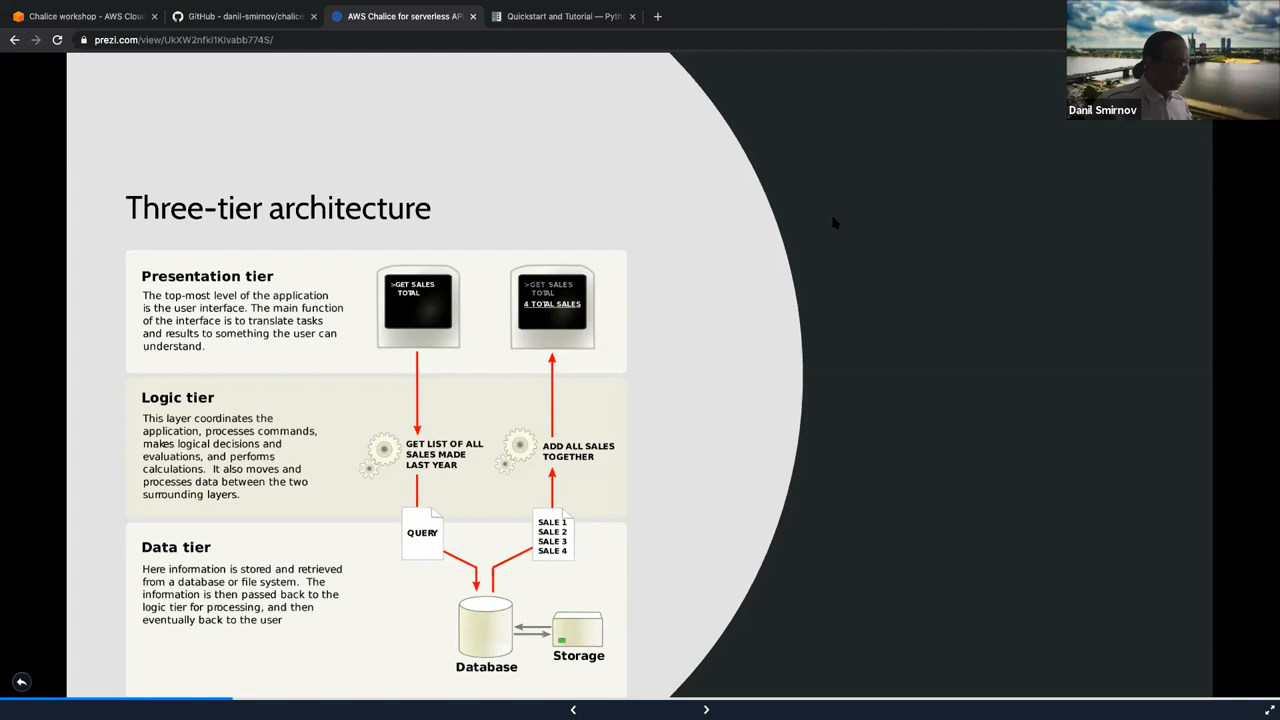 Chalice workshop - AWS Clou
GitHub - danil-smirnov/chalice
AWS Chalice for serverless AP
Quickstart and Tutorial — Pyth
prezi.com/view/UkXW2nfki1KIvabb774S/
Danil Smirnov
Three-tier architecture
Presentation tier
The top-most level of the application
is the user interface. The main function
of the interface is to translate tasks
and results to something the user can
understand.
>GET SALES
TOTAL
>GET SALES
TOTAL
4 TOTAL SALES
Logic tier
This layer coordinates the
application, processes commands,
makes logical decisions and
evaluations, and performs
calculations. It also moves and
processes data between the two
surrounding layers.
GET LIST OF ALL
SALES MADE
LAST YEAR
ADD ALL SALES
TOGETHER
QUERY
SALE 1
SALE 2
SALE 3
SALE 4
Data tier
Here information is stored and retrieved
from a database or file system. The
information is then passed back to the
logic tier for processing, and then
eventually back to the user
Database
Storage